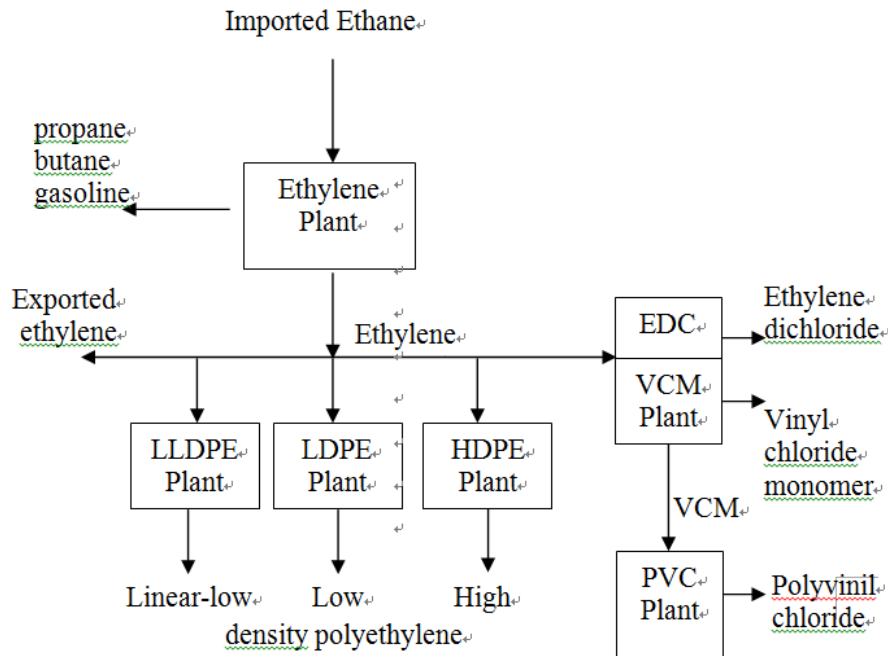 Imported Ethane
propane
butane
gasoline
Ethylene
Plant
Exported
ethylene
Ethylene
EDC
Ethylene
dichloride
VCM
Plant
Vinyl
chloride
monomer
LLDPE
Plant
LDPE
Plant
HDPE
Plant
VCM
Linear-low
Low
High
density polyethylene
PVC
Plant
Polyvinil
chloride